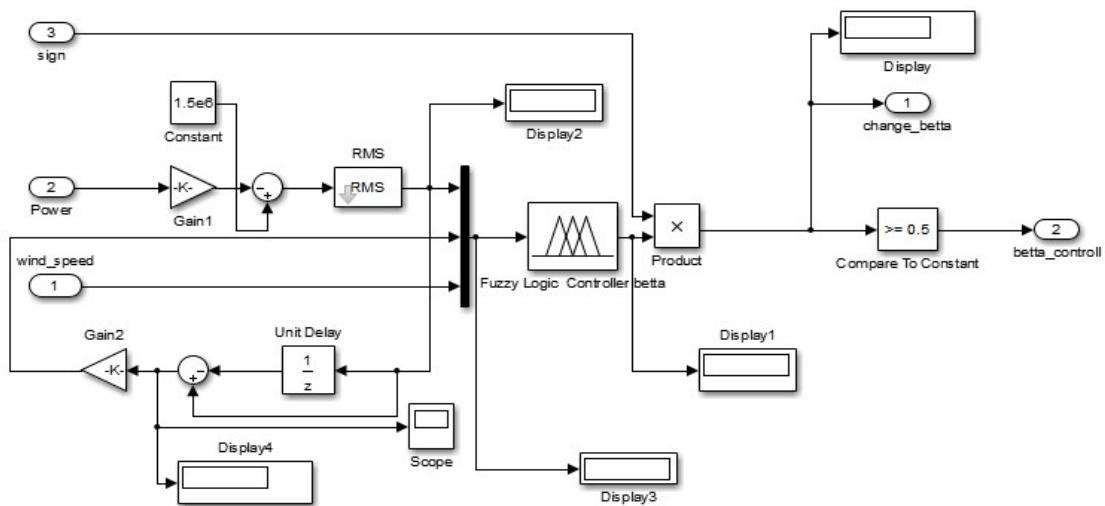 3
sign
1.5e6
Constant
2
Power
-K-
Gain1
-
+
RMS
RMS
Display2
wind_speed
1
Fuzzy Logic Controller betta
×
Product
Display
1
change_betta
>= 0.5
Compare To Constant
2
betta_controll
Display1
Gain2
-K-
+
-
Unit Delay
1
z
Scope
Display4
Display3